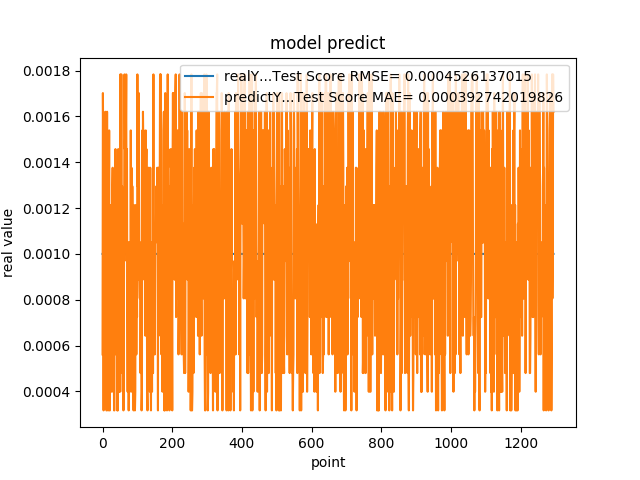 model predict
realY...Test Score RMSE= 0.0004526137015
predictY...Test Score MAE= 0.000392742019826
0.0018
0.0016
0.0014
0.0012
0.0010
0.0008
0.0006
0.0004
real value
0 200 400 600 800 1000 1200
point